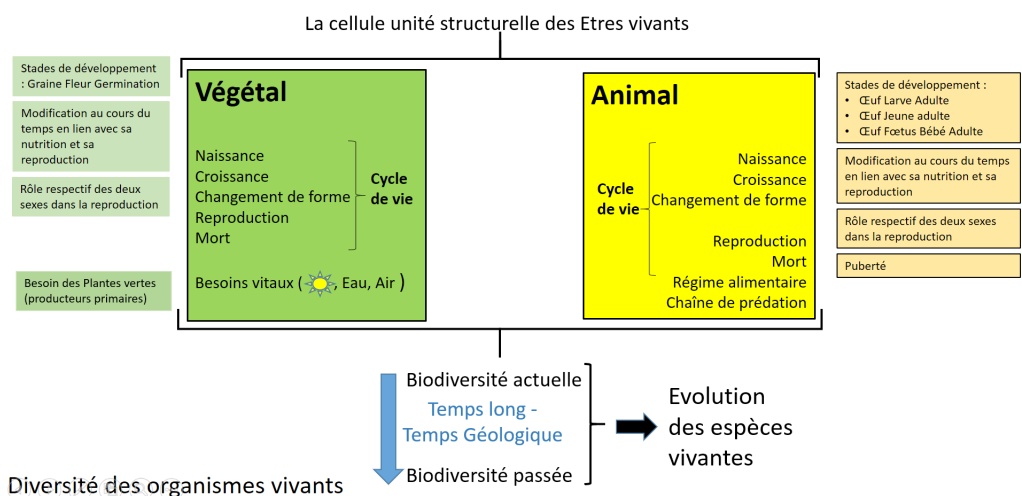 La cellule unité structurelle des Etres vivants
Stades de développement
: Graine Fleur Germination
Modification au cours du
temps en lien avec sa
nutrition et sa
reproduction
Rôle respectif des deux
sexes dans la reproduction
Besoin des Plantes vertes
(producteurs primaires)
Végétal
Naissance
Croissance
Changement de forme
Reproduction
Mort
Cycle
de vie
Besoins vitaux ( , Eau, Air )
Animal
Cycle
de vie
Naissance
Croissance
Changement de forme
Reproduction
Mort
Régime alimentaire
Chaîne de prédation
Stades de développement :
• Œuf Larve Adulte
• Œuf Jeune adulte
• Œuf Fœtus Bébé Adulte
Modification au cours du temps
en lien avec sa nutrition et sa
reproduction
Rôle respectif des deux sexes
dans la reproduction
Puberté
Biodiversité actuelle
Temps long -
Temps Géologique
Biodiversité passée
Evolution
des espèces
vivantes
Diversité des organismes vivants